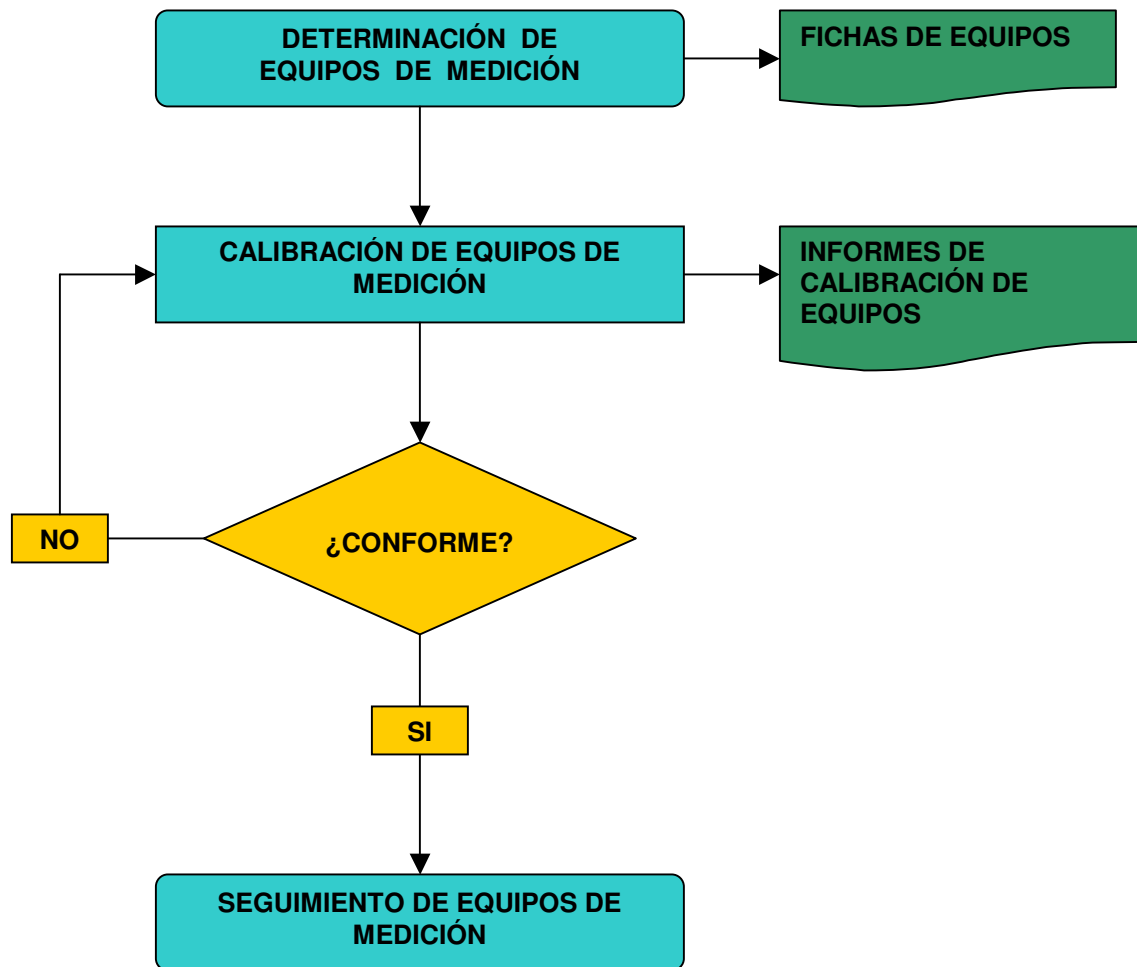 DETERMINACIÓN DE
EQUIPOS DE MEDICIÓN
FICHAS DE EQUIPOS
CALIBRACIÓN DE EQUIPOS DE
MEDICIÓN
INFORMES DE
CALIBRACIÓN DE
EQUIPOS
NO
¿CONFORME?
SI
SEGUIMIENTO DE EQUIPOS DE
MEDICIÓN